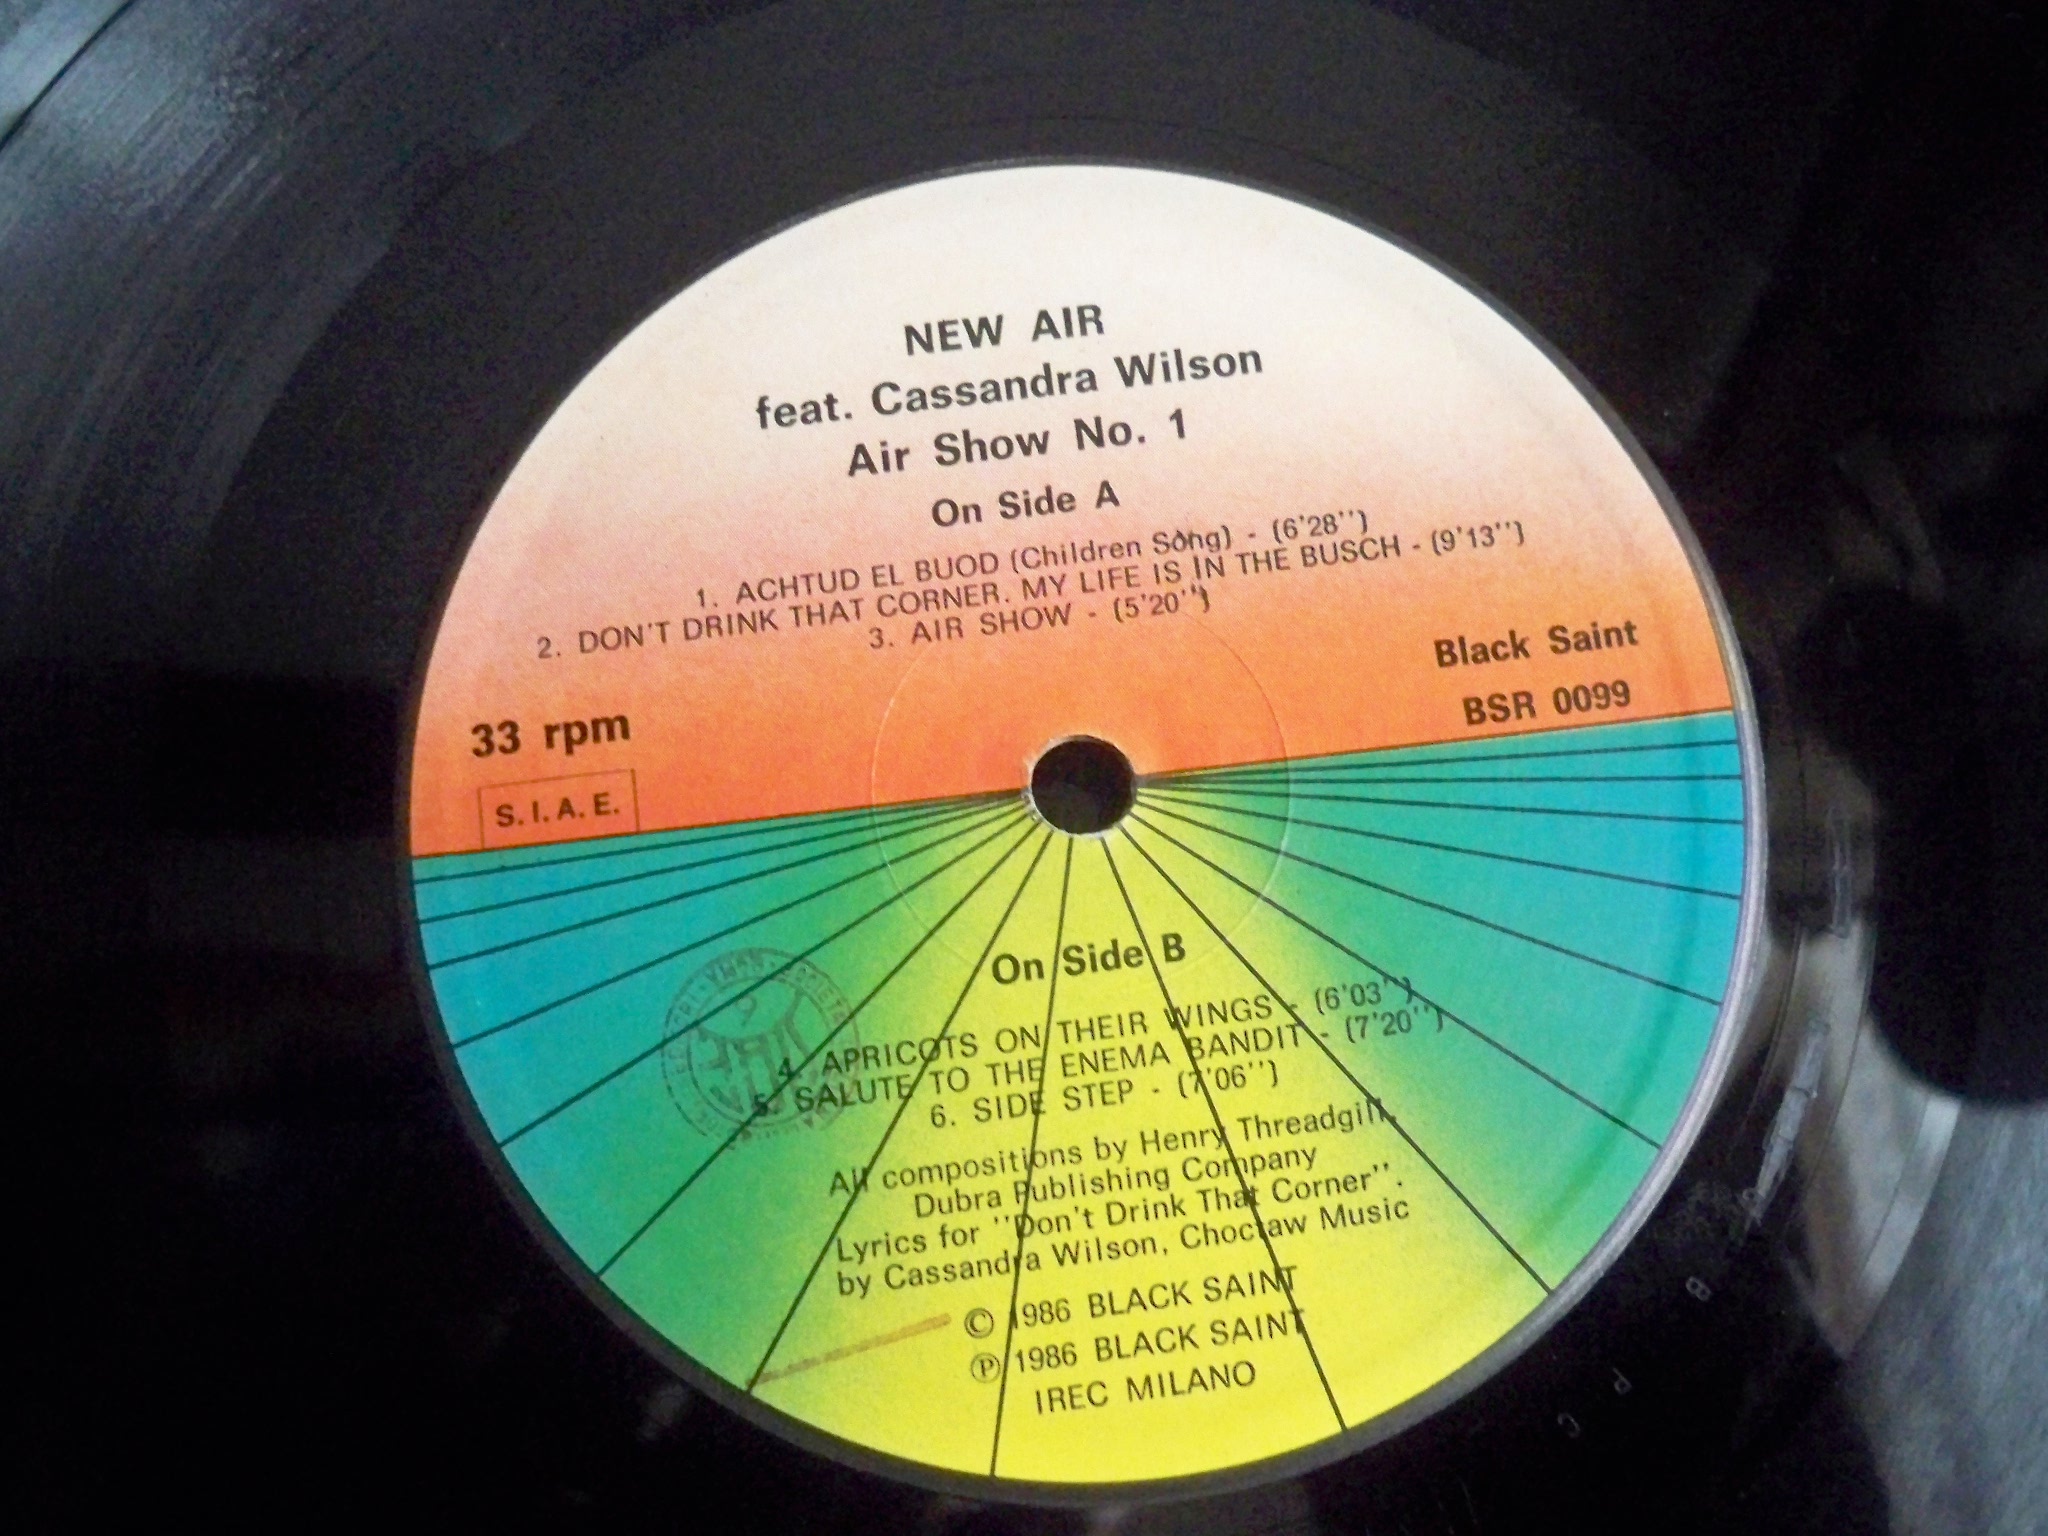 NEW AIR
feat. Cassandra Wilson
Air Show No. 1
On Side A
1. ACHTUD EL BUOD (Children Song) - (6'28'')
2. DON'T DRINK THAT CORNER. MY LIFE IS IN THE BUSCH - (9'13'')
3. AIR SHOW - (5'20'')
Black Saint
BSR 0099
33 rpm
S.I.A.E.
On Side B
4. APRICOTS ON THEIR WINGS - (6'03'')
5. SALUTE TO THE ENEMA BANDIT - (7'20'')
6. SIDE STEP - (7'06'')
All compositions by Henry Threadgill,
Dubra Publishing Company
Lyrics for ''Don't Drink That Corner''.
by Cassandra Wilson, Choctaw Music
© 1986 BLACK SAINT
℗ 1986 BLACK SAINT
IREC MILANO